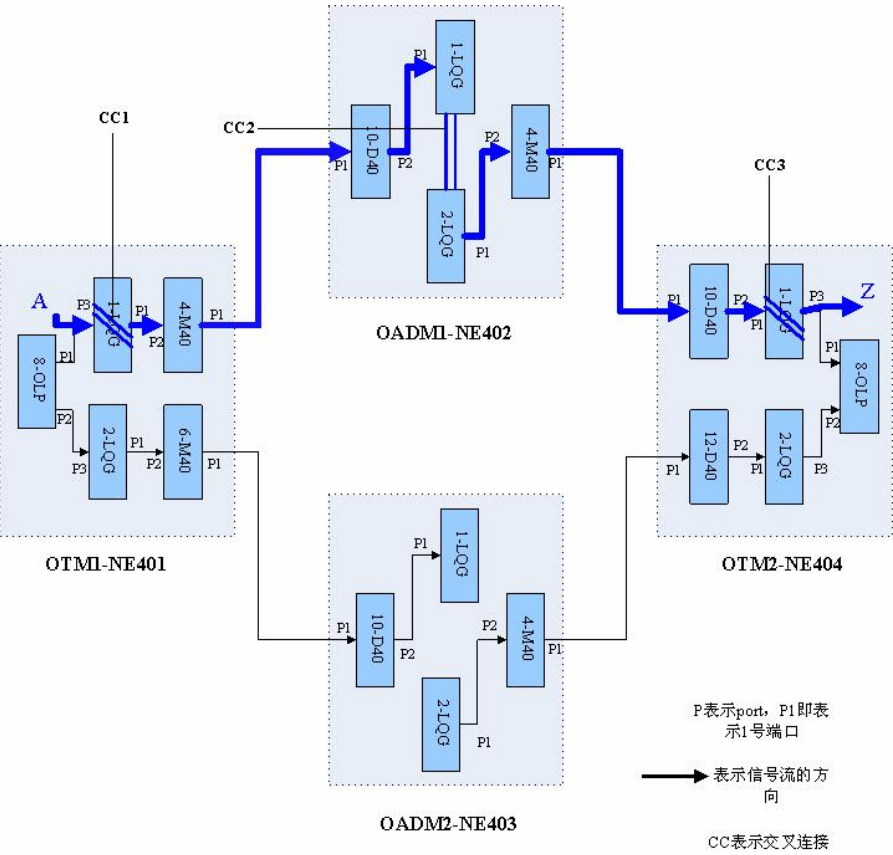 P1
1-LQG
CC1
CC2
10-D40
P1
P2
P2
4-M40
P1
2-LQG
P1
CC3
A
P3
1-LQG
P1
P2
4-M40
P1
OADM1-NE402
P1
10-D40
P2
P1
1-LQG
P3
Z
8-OLP
P1
P2
P3
2-LQG
P1
P2
6-M40
P1
P1
12-D40
P2
P1
2-LQG
P3
P1
P2
8-OLP
OTM1-NE401
OTM2-NE404
P1
1-LQG
P1
10-D40
P2
P2
4-M40
P1
2-LQG
P1
OADM2-NE403
P表示port，P1即表
示1号端口
表示信号流的方
向
CC表示交叉连接